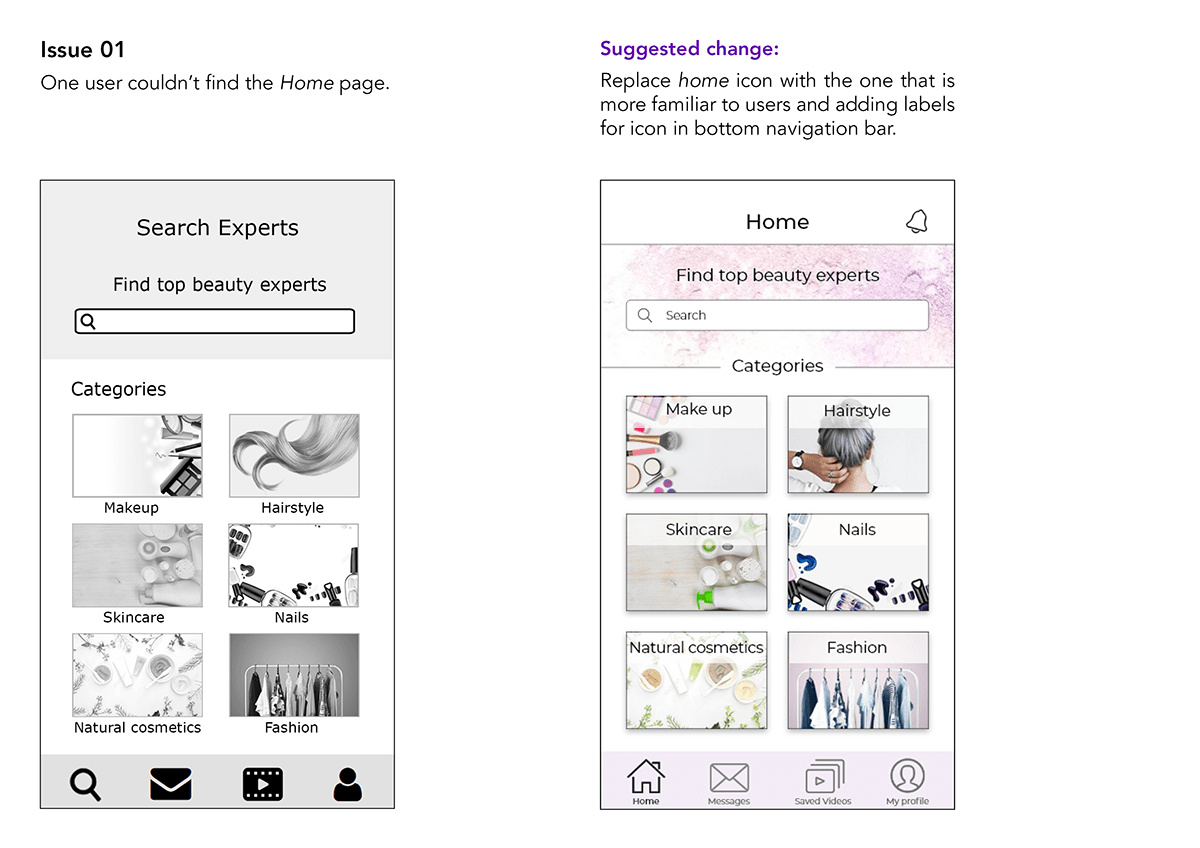 Issue 01
One user couldn’t find the Home page.
Suggested change:
Replace home icon with the one that is
more familiar to users and adding labels
for icon in bottom navigation bar.
Search Experts
Find top beauty experts
Categories
Makeup
Hairstyle
Skincare
Nails
Natural cosmetics
Fashion
Home
Find top beauty experts
Search
Categories
Make up
Hairstyle
Skincare
Nails
Natural cosmetics
Fashion
Home
Messages
Saved Videos
My profile